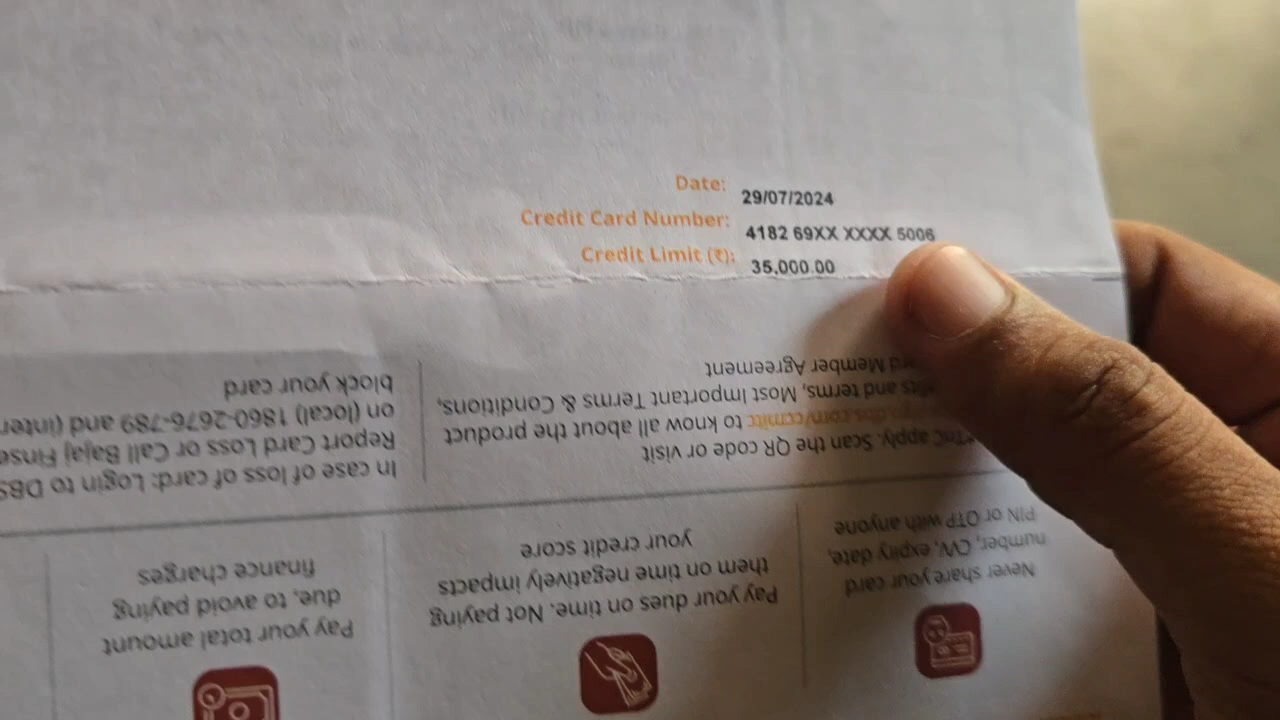 Date: 29/07/2024
Credit Card Number: 4182 69XX XXXX 5006
Credit Limit (₹): 35,000.00
Never share your card
number, CVV, expiry date,
PIN or OTP with anyone
Pay your dues on time. Not paying
them on time negatively impacts
your credit score
Pay your total amount
due, to avoid paying
finance charges
apply. Scan the QR code or visit
to know all about the product
and terms, Most Important Terms & Conditions,
Member Agreement
In case of loss of card: Login to DBS
Report Card Loss or Call Bajaj
on (local) 1860-2676-789 and
block your card